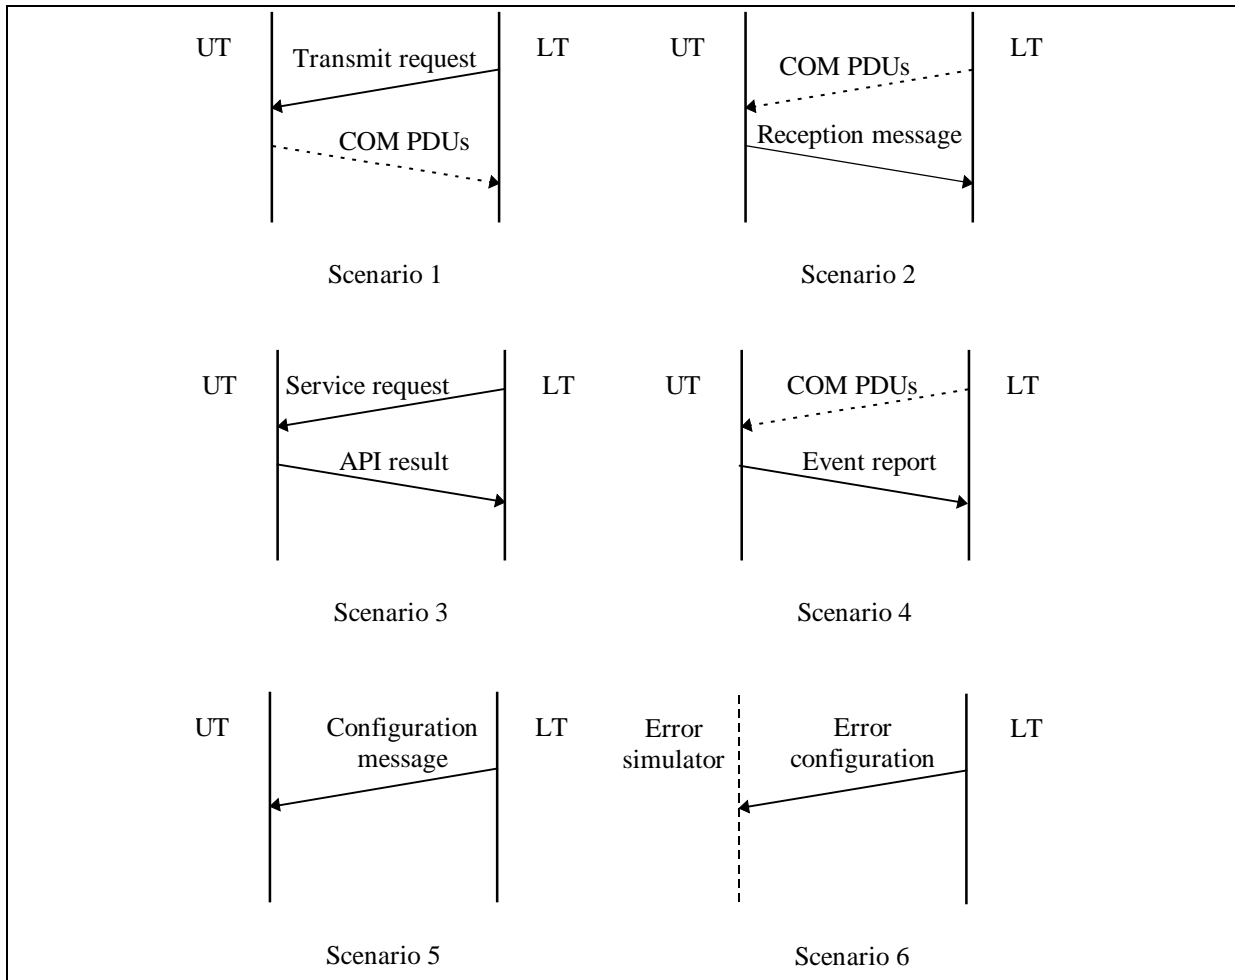 UT
Transmit request
LT
COM PDUs
Scenario 1
UT
COM PDUs
LT
Reception message
Scenario 2
UT
Service request
LT
API result
Scenario 3
UT
COM PDUs
LT
Event report
Scenario 4
UT
Configuration
message
LT
Scenario 5
Error
simulator
Error
configuration
LT
Scenario 6